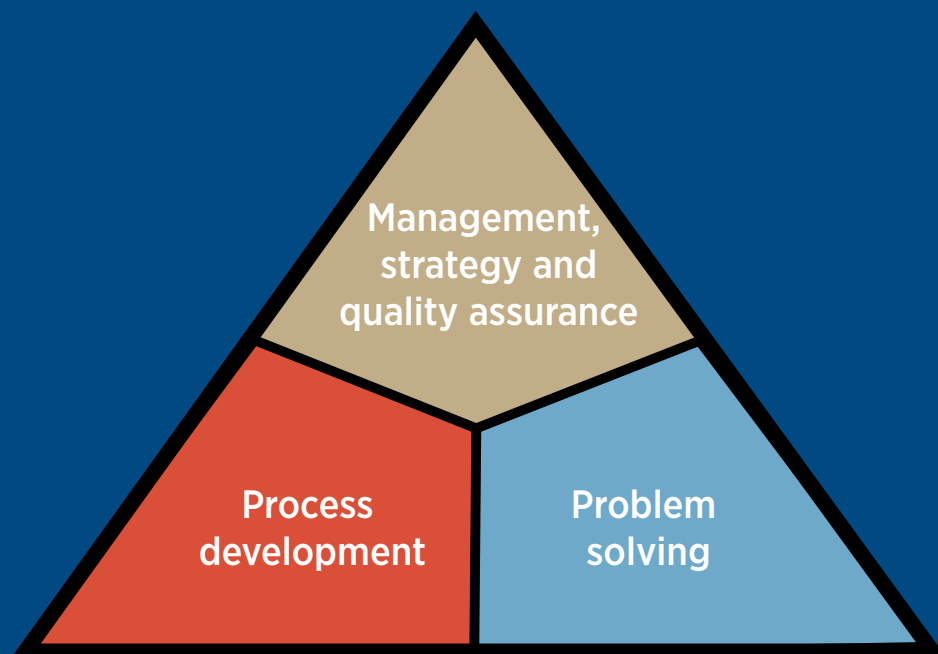 Management,
strategy and
quality assurance
Process
development
Problem
solving